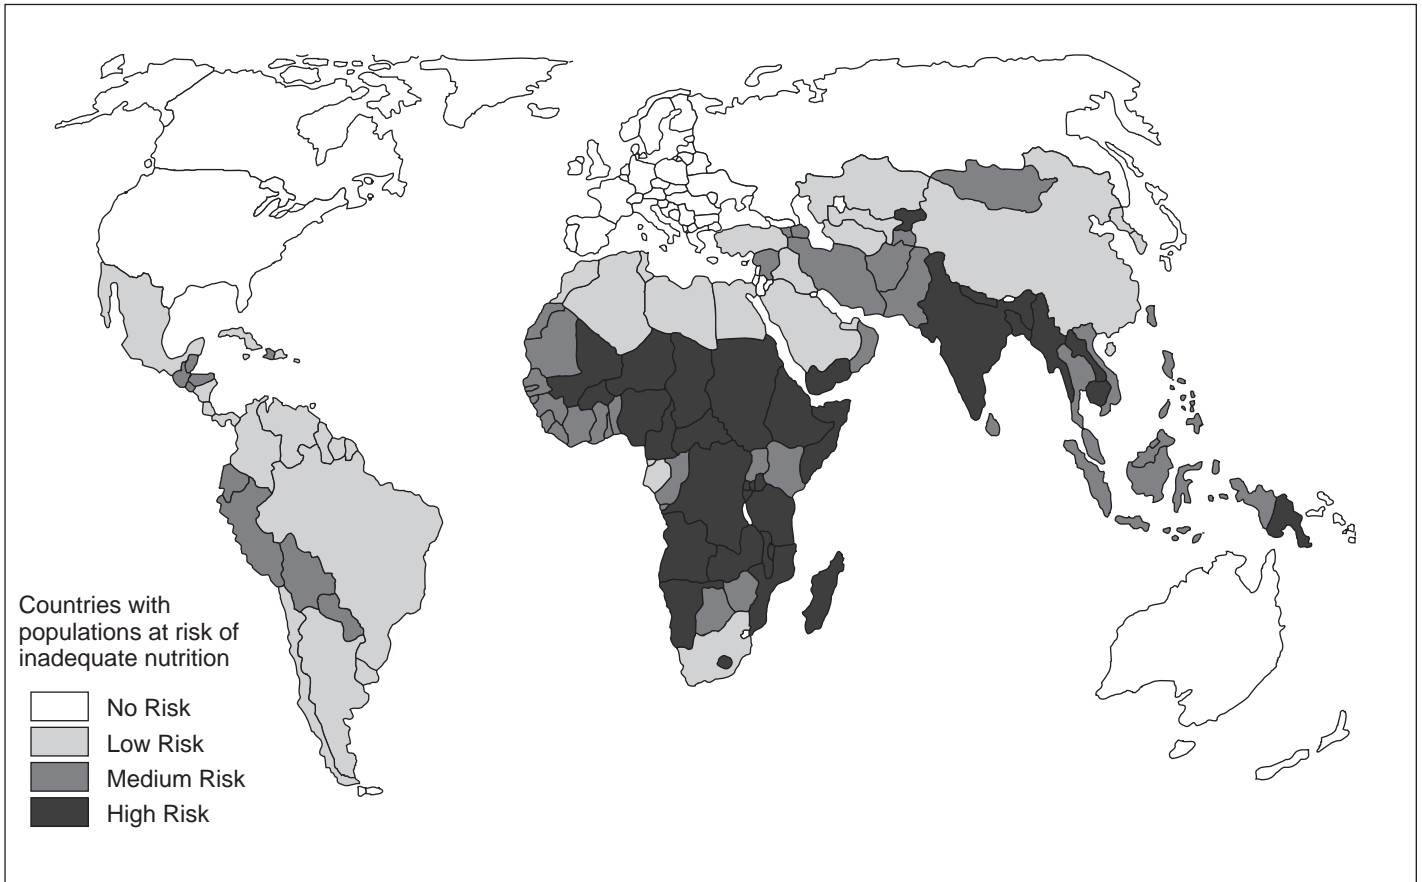 Countries with
populations at risk of
inadequate nutrition
No Risk
Low Risk
Medium Risk
High Risk